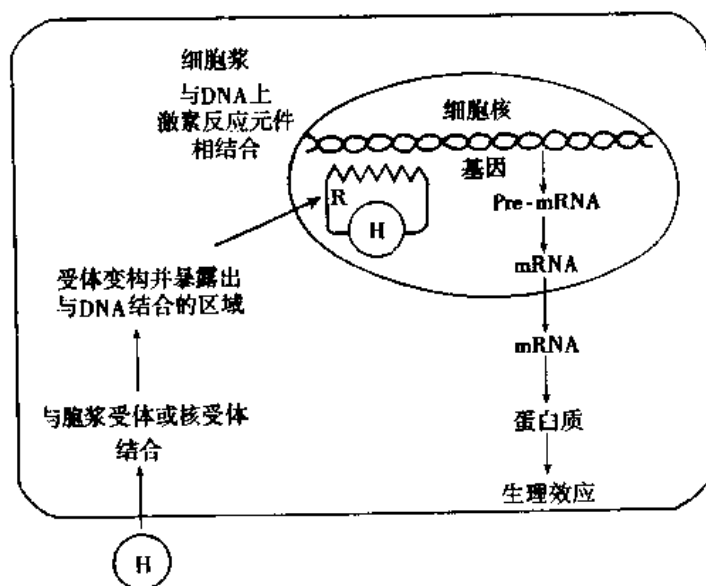 细胞浆
与DNA上
激素反应元件
相结合
细胞核
基因
R
H
Pre-mRNA
mRNA
受体变构并暴露出
与DNA结合的区域
mRNA
与胞浆受体或核受体
结合
蛋白质
生理效应
H